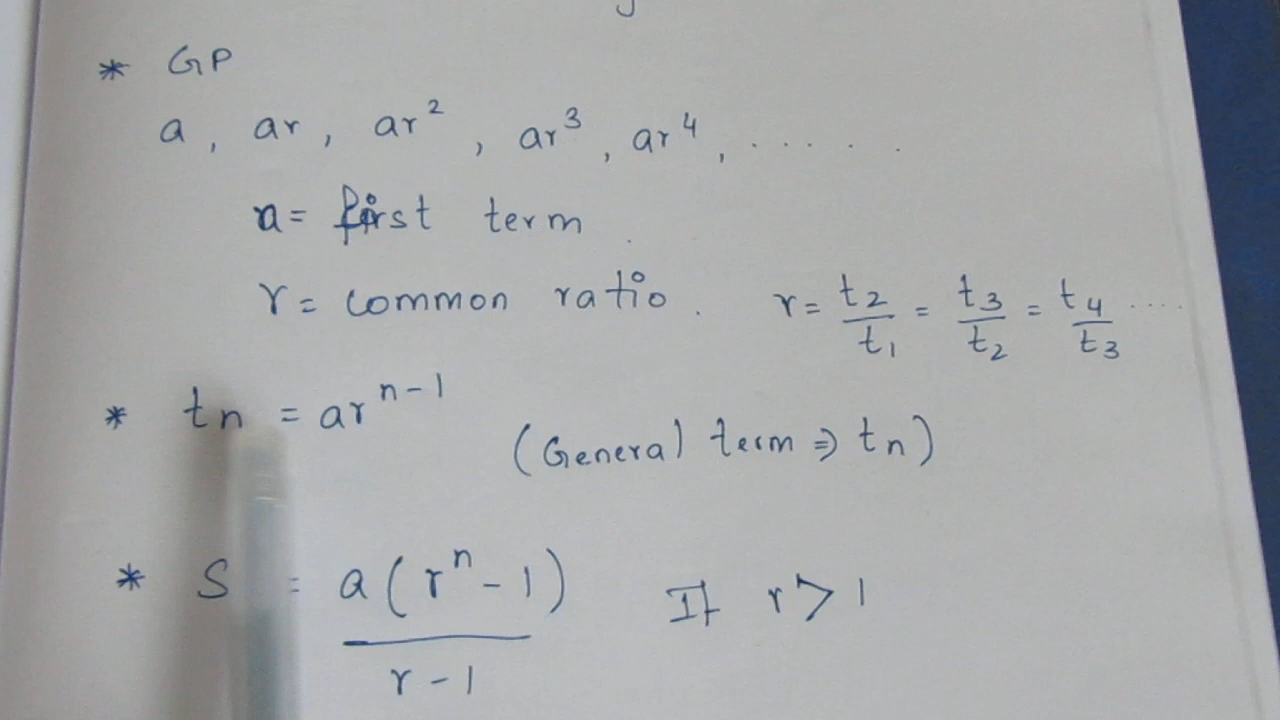 * GP
a, ar, ar², ar³, ar⁴, . . . . . .
a = first term
r = common ratio. r = t₂/t₁ = t₃/t₂ = t₄/t₃ ....
* tn = arⁿ⁻¹
(General term ⇒ tn)
* S = a(rⁿ - 1)/r - 1 If r > 1